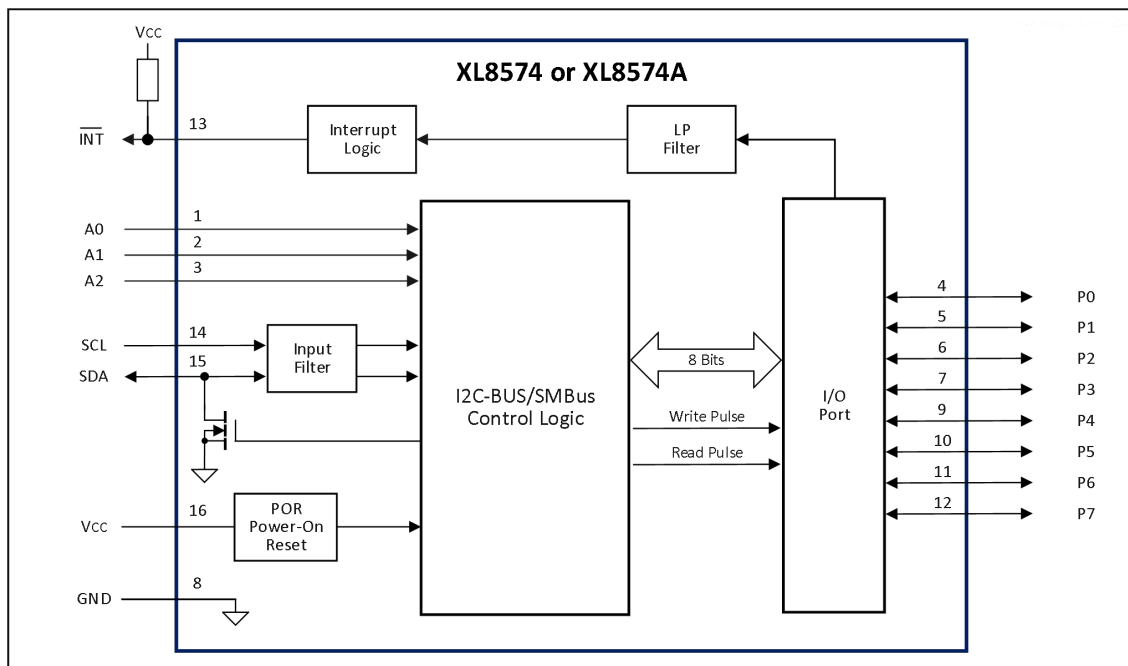 Vcc
XL8574 or XL8574A
INT
13
Interrupt
Logic
LP
Filter
A0
1
A1
2
A2
3
SCL
14
SDA
15
Input
Filter
I2C-BUS/SMBus
Control Logic
8 Bits
Write Pulse
Read Pulse
I/O
Port
4
P0
5
P1
6
P2
7
P3
9
P4
10
P5
11
P6
12
P7
Vcc
16
POR
Power-On
Reset
GND
8